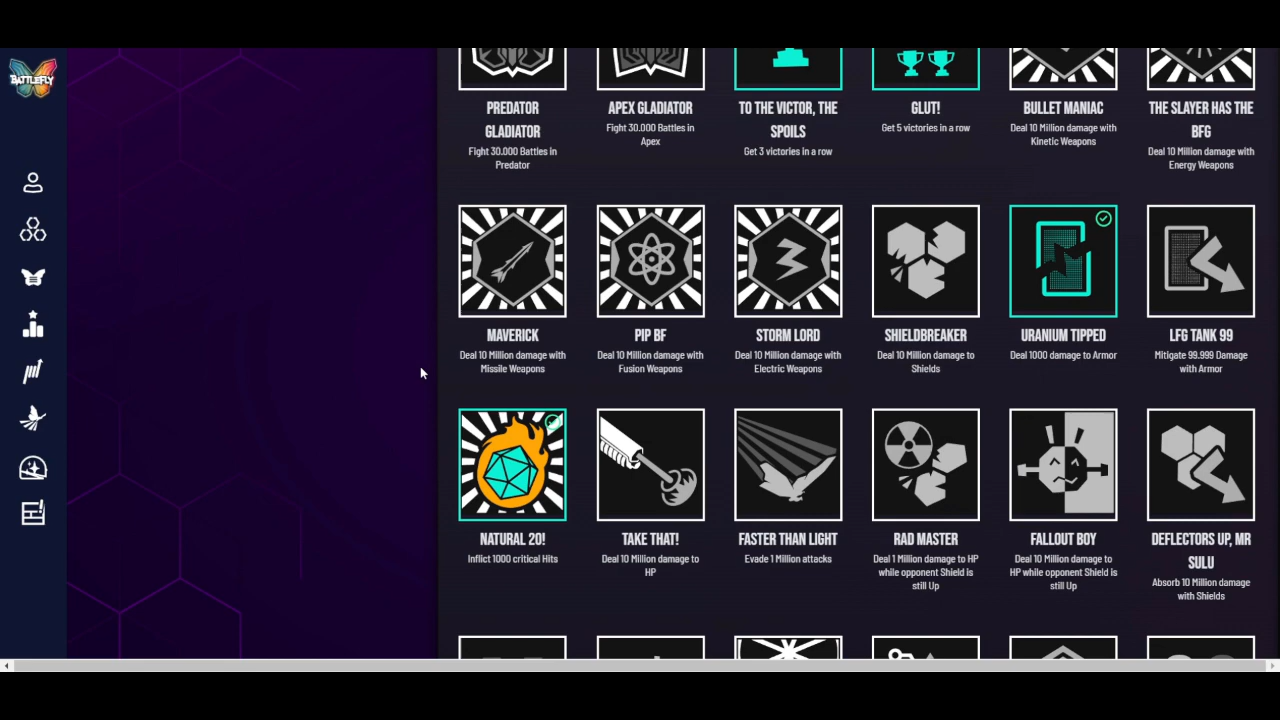 BATTLEFLY
PREDATOR
GLADIATOR
Fight 30.000 Battles in
Predator
APEX GLADIATOR
Fight 30.000 Battles in
Apex
TO THE VICTOR, THE
SPOILS
Get 3 victories in a row
GLUT!
Get 5 victories in a row
BULLET MANIAC
Deal 10 Million damage with
Kinetic Weapons
THE SLAYER HAS THE
BFG
Deal 10 Million damage with
Energy Weapons
MAVERICK
Deal 10 Million damage with
Missile Weapons
PIP BF
Deal 10 Million damage with
Fusion Weapons
STORM LORD
Deal 10 Million damage with
Electric Weapons
SHIELDBREAKER
Deal 10 Million damage to
Shields
URANIUM TIPPED
Deal 1000 damage to Armor
LFG TANK 99
Mitigate 99.999 Damage
with Armor
NATURAL 20!
Inflict 1000 critical Hits
TAKE THAT!
Deal 10 Million damage to
HP
FASTER THAN LIGHT
Evade 1 Million attacks
RAD MASTER
Deal 1 Million damage to HP
while opponent Shield is
still Up
FALLOUT BOY
Deal 10 Million damage to
HP while opponent Shield is
still Up
DEFLECTORS UP, MR
SULU
Absorb 10 Million damage
with Shields